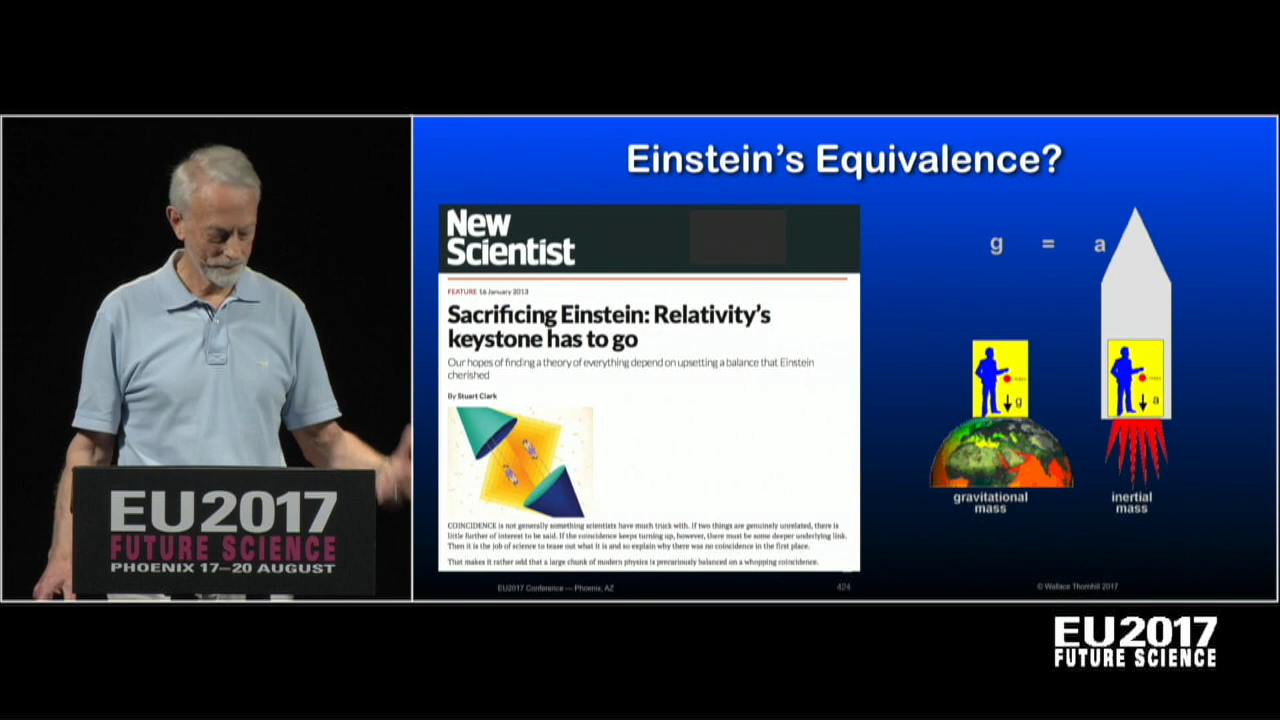 Einstein's Equivalence?
New
Scientist
FEATURE 16 January 2013
Sacrificing Einstein: Relativity's
keystone has to go
Our hopes of finding a theory of everything depend on upsetting a balance that Einstein
cherished
By Stuart Clark
COINCIDENCE is not generally something scientists have much truck with. If two things are genuinely unrelated, there is
little further of interest to be said. If the coincidence keeps turning up, however, there must be some deeper underlying link.
Then it is the job of science to tease out what it is and so explain why there was no coincidence in the first place.
That makes it rather odd that a large chunk of modern physics is precariously balanced on a whopping coincidence.
g = a
mass
g
mass
a
gravitational
mass
inertial
mass
EU2017 Conference — Phoenix, AZ
424
© Wallace Thornhill 2017
EU2017
FUTURE SCIENCE
PHOENIX 17–20 AUGUST
EU2017
FUTURE SCIENCE